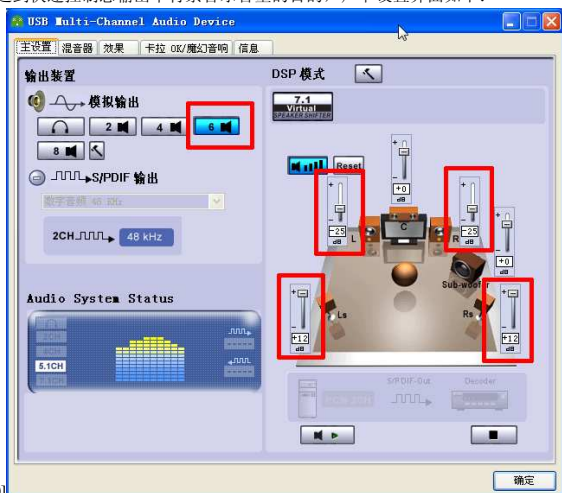 USB Multi-Channel Audio Device
主设置 混音器 效果 卡拉 OK/魔幻音响 信息
输出装置
模拟输出
2 4 6
8
S/PDIF 输出
数字音频 48 KHz
2CH 48 kHz
Audio System Status
5.1CH
DSP 模式
7.1
Virtual
SPEAKER SHIFTER
Reset
+0
dB
-25
dB
L
C
R
-25
dB
+0
dB
Sub-woofer
+12
dB
Ls
Rs
+12
dB
S/PDIF-Out Decoder
确定